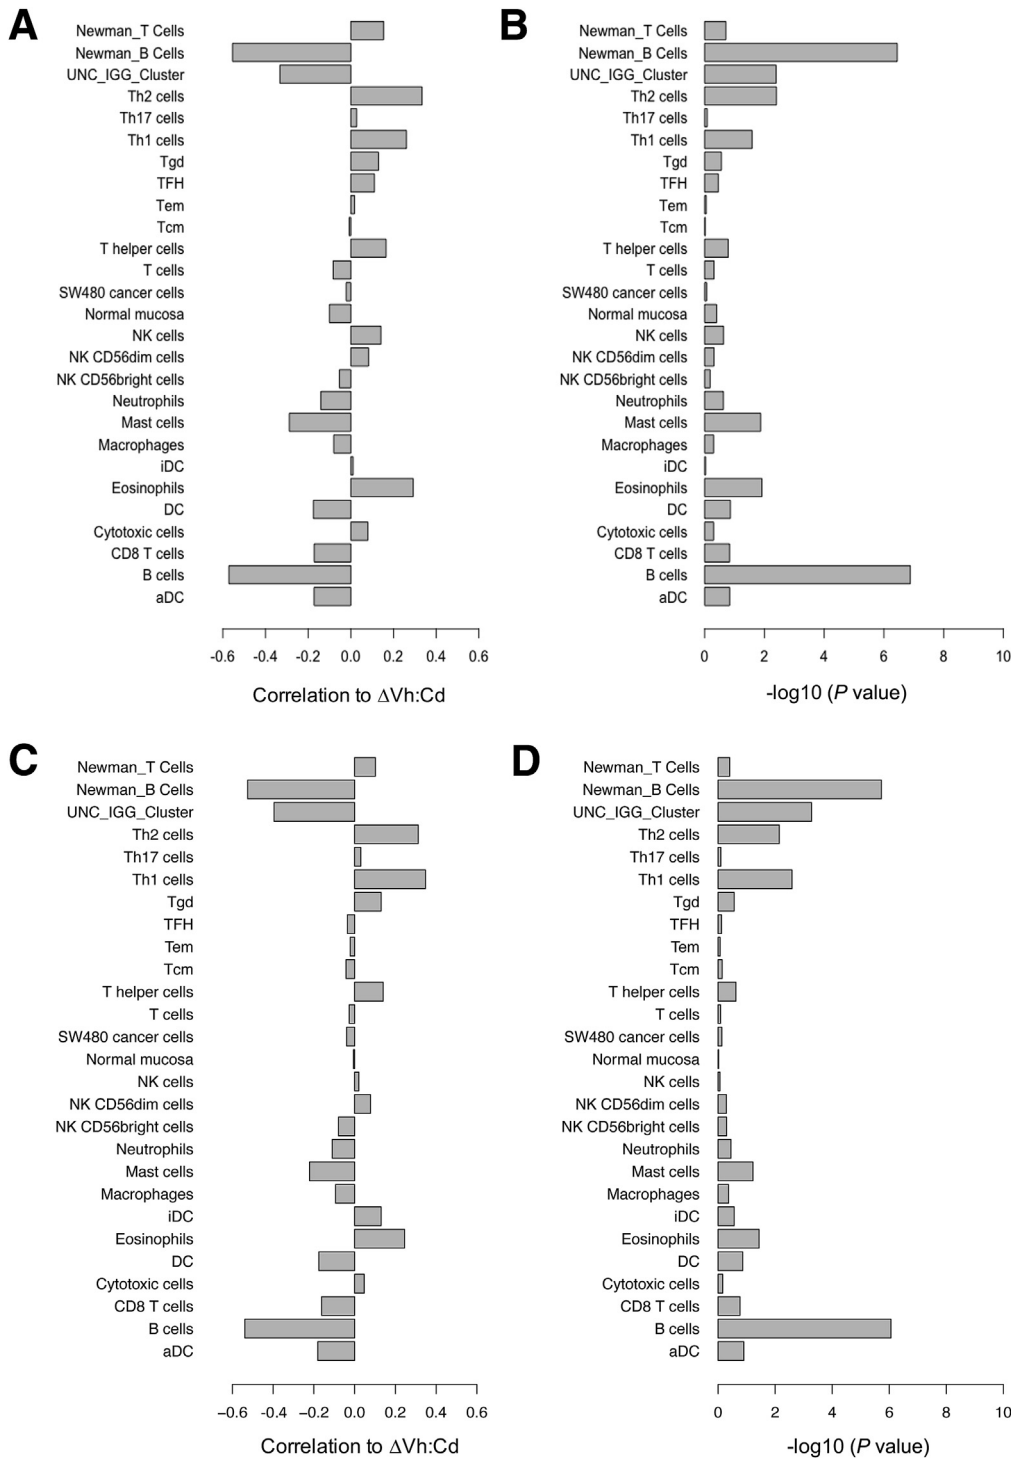 A
Newman_T Cells
Newman_B Cells
UNC_IGG_Cluster
Th2 cells
Th17 cells
Th1 cells
Tgd
TFH
Tem
Tcm
T helper cells
T cells
SW480 cancer cells
Normal mucosa
NK cells
NK CD56dim cells
NK CD56bright cells
Neutrophils
Mast cells
Macrophages
iDC
Eosinophils
DC
Cytotoxic cells
CD8 T cells
B cells
aDC
-0.6 -0.4 -0.2 0.0 0.2 0.4 0.6
Correlation to ΔVh:Cd
B
Newman_T Cells
Newman_B Cells
UNC_IGG_Cluster
Th2 cells
Th17 cells
Th1 cells
Tgd
TFH
Tem
Tcm
T helper cells
T cells
SW480 cancer cells
Normal mucosa
NK cells
NK CD56dim cells
NK CD56bright cells
Neutrophils
Mast cells
Macrophages
iDC
Eosinophils
DC
Cytotoxic cells
CD8 T cells
B cells
aDC
0 2 4 6 8 10
-log10 (P value)
C
Newman_T Cells
Newman_B Cells
UNC_IGG_Cluster
Th2 cells
Th17 cells
Th1 cells
Tgd
TFH
Tem
Tcm
T helper cells
T cells
SW480 cancer cells
Normal mucosa
NK cells
NK CD56dim cells
NK CD56bright cells
Neutrophils
Mast cells
Macrophages
iDC
Eosinophils
DC
Cytotoxic cells
CD8 T cells
B cells
aDC
−0.6 -0.4 -0.2 0.0 0.2 0.4 0.6
Correlation to ΔVh:Cd
D
Newman_T Cells
Newman_B Cells
UNC_IGG_Cluster
Th2 cells
Th17 cells
Th1 cells
Tgd
TFH
Tem
Tcm
T helper cells
T cells
SW480 cancer cells
Normal mucosa
NK cells
NK CD56dim cells
NK CD56bright cells
Neutrophils
Mast cells
Macrophages
iDC
Eosinophils
DC
Cytotoxic cells
CD8 T cells
B cells
aDC
0 2 4 6 8 10
-log10 (P value)